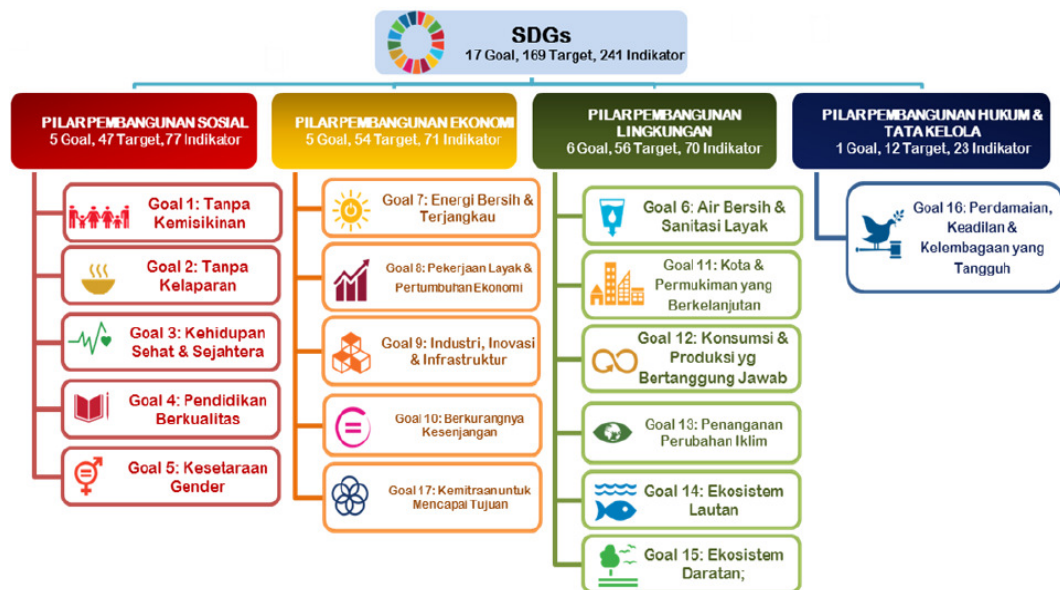 SDGs
17 Goal, 169 Target, 241 Indikator
PILAR PEMBANGUNAN SOSIAL
5 Goal, 47 Target, 77 Indikator
Goal 1: Tanpa
Kemisikinan
Goal 2: Tanpa
Kelaparan
Goal 3: Kehidupan
Sehat & Sejahtera
Goal 4: Pendidikan
Berkualitas
Goal 5: Kesetaraan
Gender
PILAR PEMBANGUNAN EKONOMI
5 Goal, 54 Target, 71 Indikator
Goal 7: Energi Bersih &
Terjangkau
Goal 8: Pekerjaan Layak &
Pertumbuhan Ekonomi
Goal 9: Industri, Inovasi
& Infrastruktur
Goal 10: Berkurangnya
Kesenjangan
Goal 17: Kemitraan untuk
Mencapai Tujuan
PILAR PEMBANGUNAN
LINGKUNGAN
6 Goal, 56 Target, 70 Indikator
Goal 6: Air Bersih &
Sanitasi Layak
Goal 11: Kota &
Permukiman yang
Berkelanjutan
Goal 12: Konsumsi &
Produksi yg
Bertanggung Jawab
Goal 13: Penanganan
Perubahan Iklim
Goal 14: Ekosistem
Lautan
Goal 15: Ekosistem
Daratan;
PILAR PEMBANGUNAN HUKUM &
TATA KELOLA
1 Goal, 12 Target, 23 Indikator
Goal 16: Perdamaian,
Keadilan &
Kelembagaan yang
Tangguh